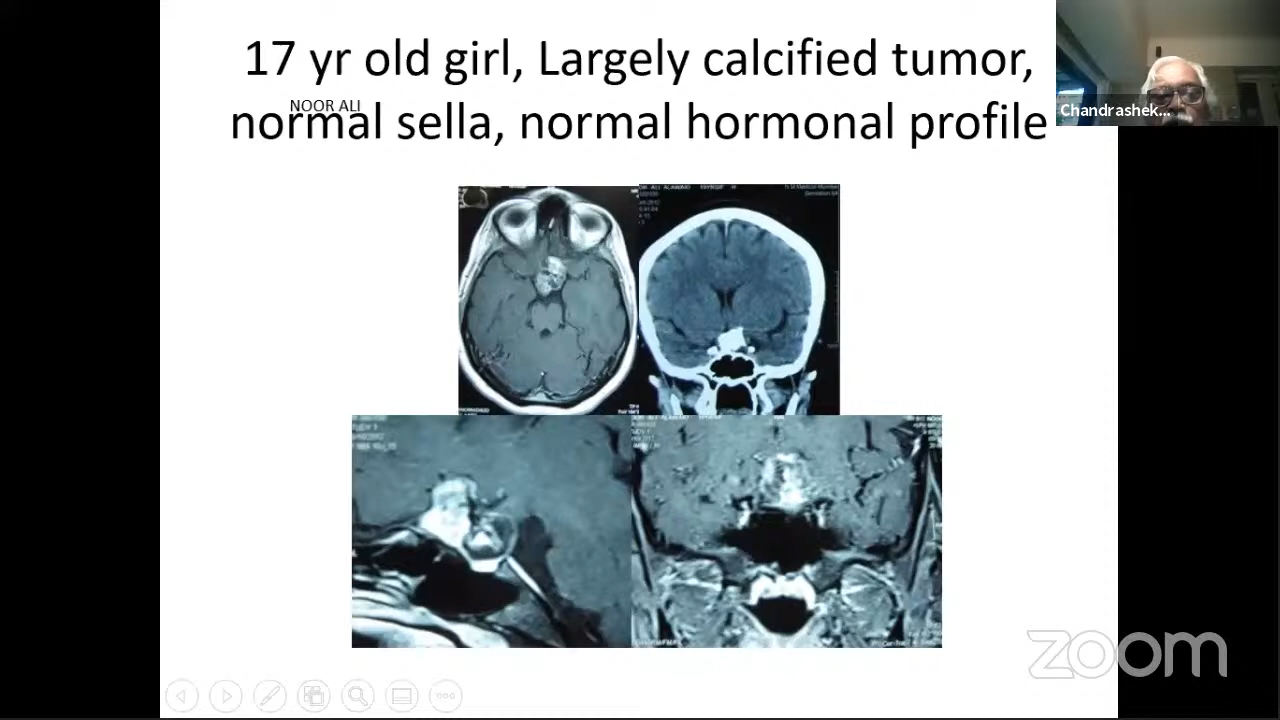 17 yr old girl, Largely calcified tumor,
NOOR ALI
normal sella, normal hormonal profile
Chandrashek...
zoom